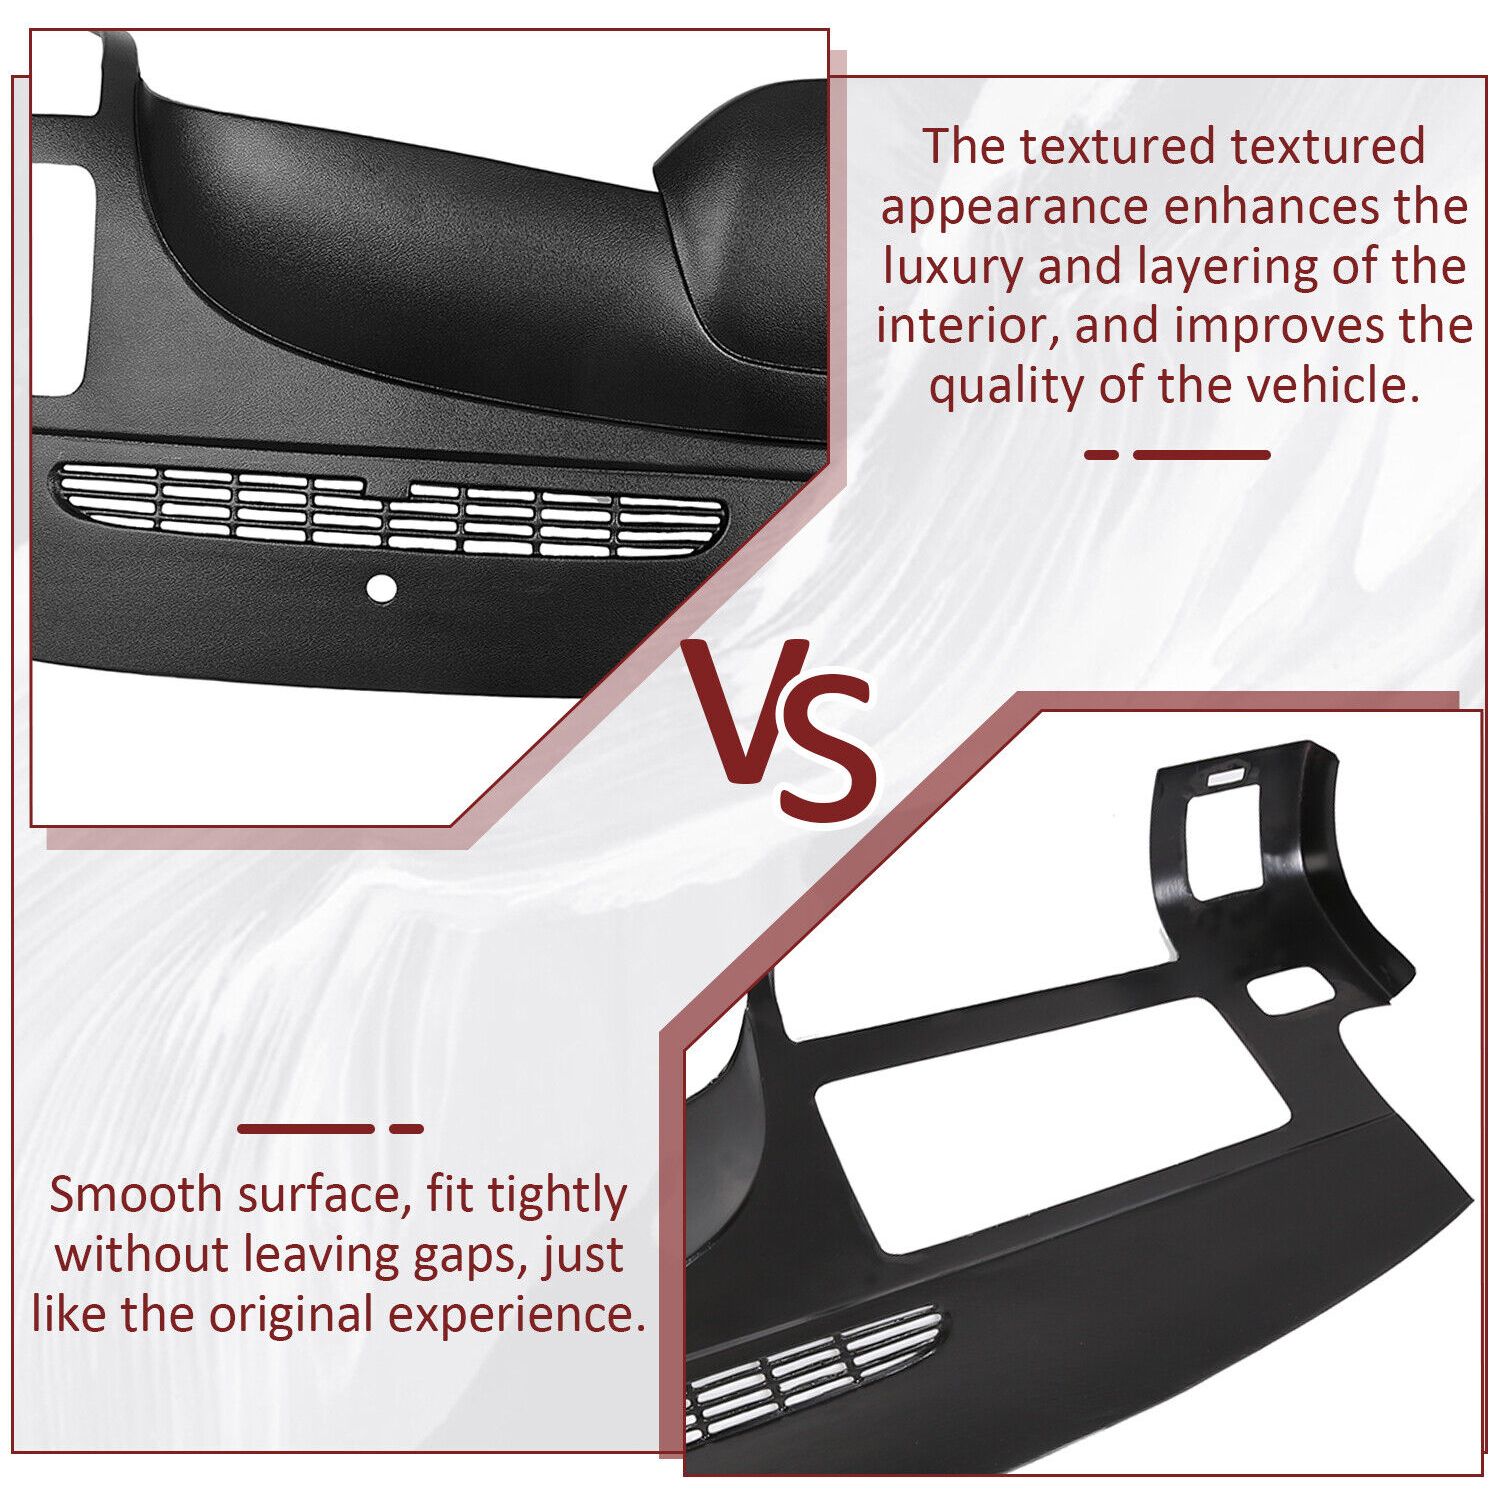 The textured textured
appearance enhances the
luxury and layering of the
interior, and improves the
quality of the vehicle.
VS
Smooth surface, fit tightly
without leaving gaps, just
like the original experience.